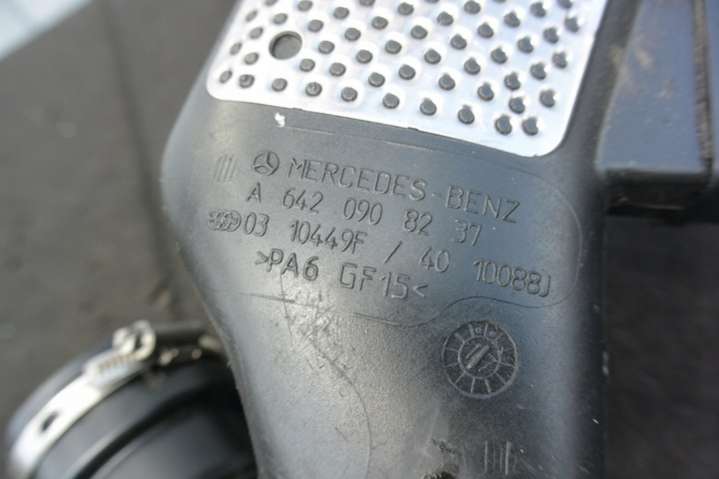 MERCEDES-BENZ
A 642 090 82 37
03 10449F / 40 10088J
>PA6 GF15<